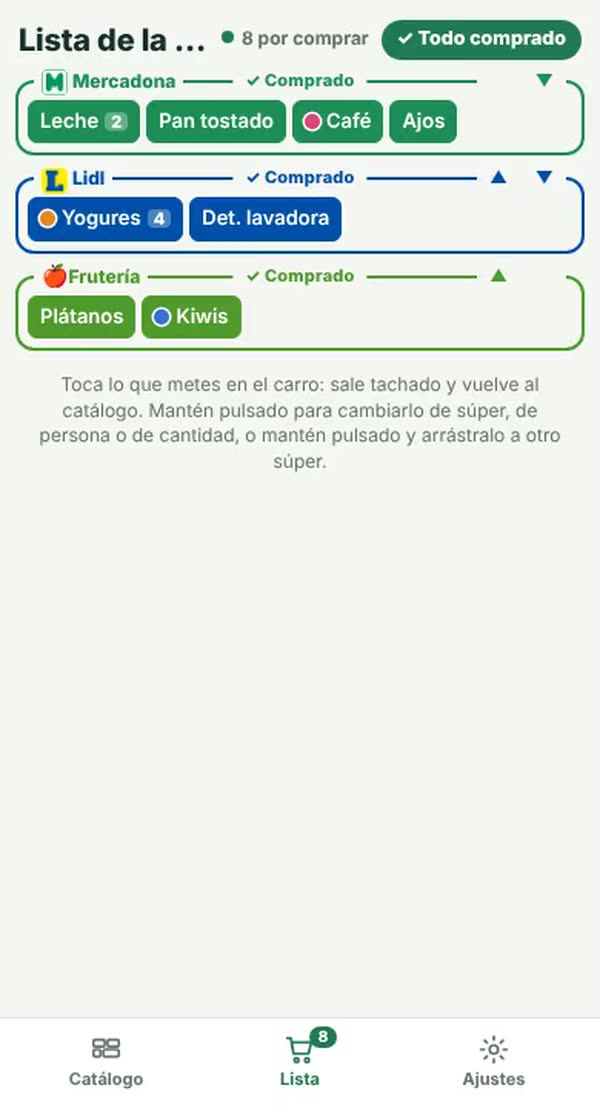 Lista de la ... 8 por comprar ✓ Todo comprado
Mercadona ✓ Comprado ▼
Leche 2 Pan tostado Café Ajos
L Lidl ✓ Comprado ▲ ▼
Yogures 4 Det. lavadora
Frutería ✓ Comprado ▲
Plátanos Kiwis
Toca lo que metes en el carro: sale tachado y vuelve al
catálogo. Mantén pulsado para cambiarlo de súper, de
persona o de cantidad, o mantén pulsado y arrástralo a otro
súper.
8
Catálogo Lista Ajustes